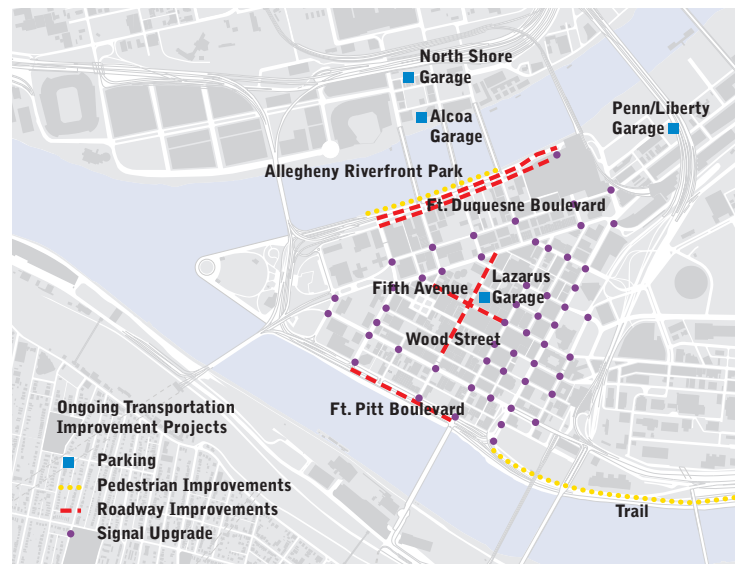 North Shore
Garage
Alcoa
Garage
Penn/Liberty
Garage
Allegheny Riverfront Park
Ft. Duquesne Boulevard
Fifth Avenue
Lazarus
Garage
Wood Street
Ft. Pitt Boulevard
Ongoing Transportation
Improvement Projects
Parking
Pedestrian Improvements
Roadway Improvements
Signal Upgrade
Trail